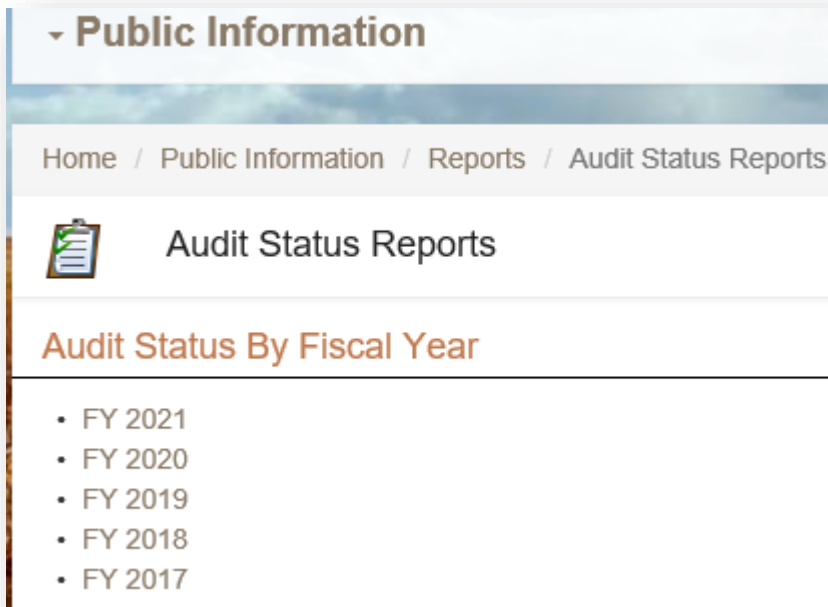 Public Information
Home / Public Information / Reports / Audit Status Reports
Audit Status Reports
Audit Status By Fiscal Year
• FY 2021
• FY 2020
• FY 2019
• FY 2018
• FY 2017